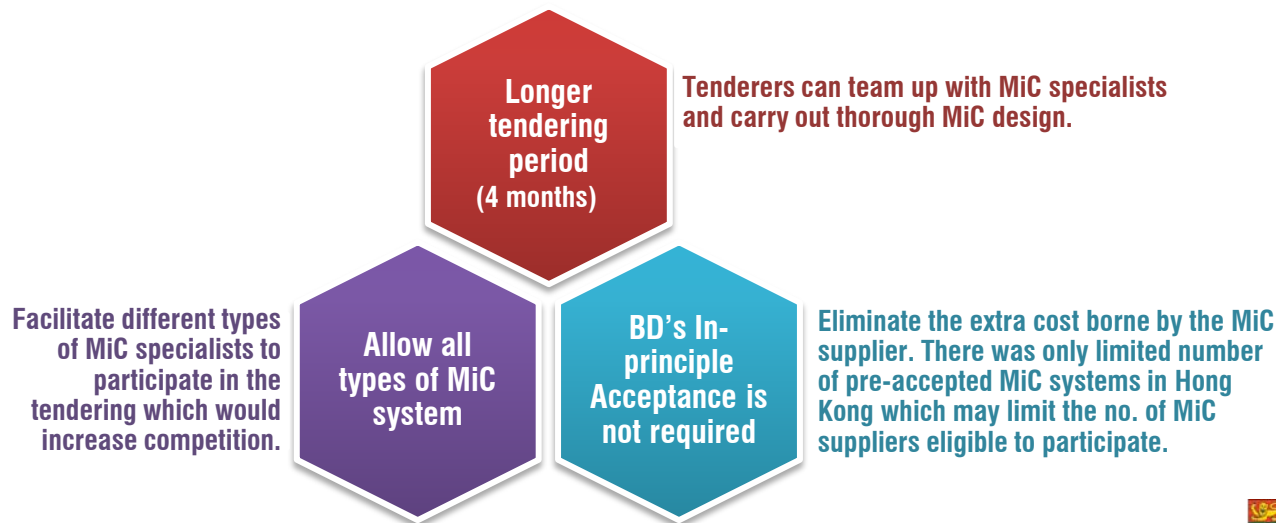 Longer
tendering
period
(4 months)
Tenderers can team up with MiC specialists
and carry out thorough MiC design.
Facilitate different types
of MiC specialists to
participate in the
tendering which would
increase competition.
Allow all
types of MiC
system
BD's In-
principle
Acceptance is
not required
Eliminate the extra cost borne by the MiC
supplier. There was only limited number
of pre-accepted MiC systems in Hong
Kong which may limit the no. of MiC
suppliers eligible to participate.